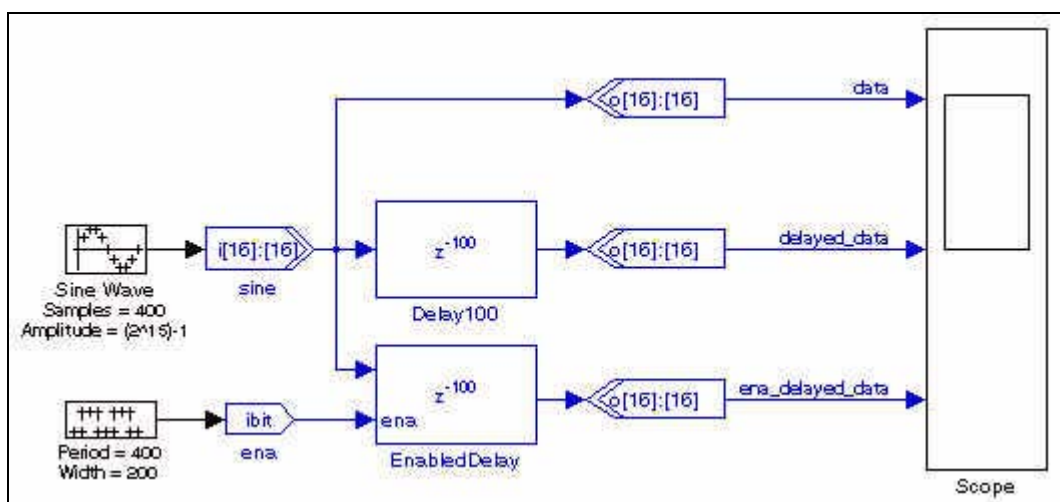 o[16]:[16]
data
i[16]:[16]
z-100
o[16]:[16]
delayed_data
Sine Wave
Samples = 400
Amplitude = (2^15)-1
sine
Delay100
z-100
ena
o[16]:[16]
ena_delayed_data
ibit
Period = 400
Width = 200
ena
EnabledDelay
Scope